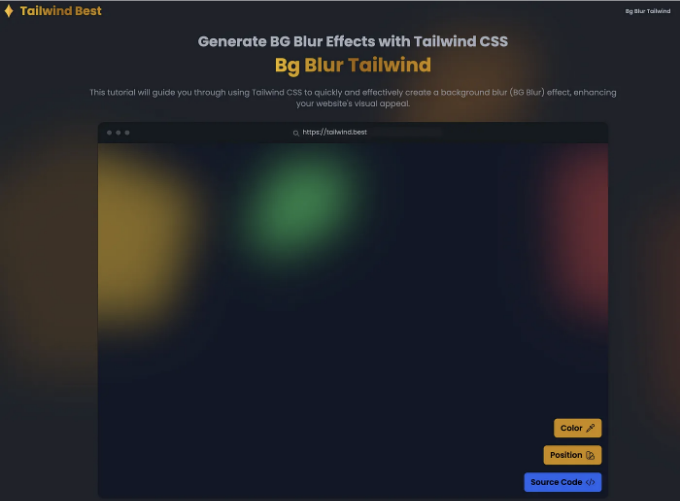 Tailwind Best
Bg Blur Tailwind
Generate BG Blur Effects with Tailwind CSS
Bg Blur Tailwind
This tutorial will guide you through using Tailwind CSS to quickly and effectively create a background blur (BG Blur) effect, enhancing
your website's visual appeal.
https://tailwind.best
Color
Position
Source Code